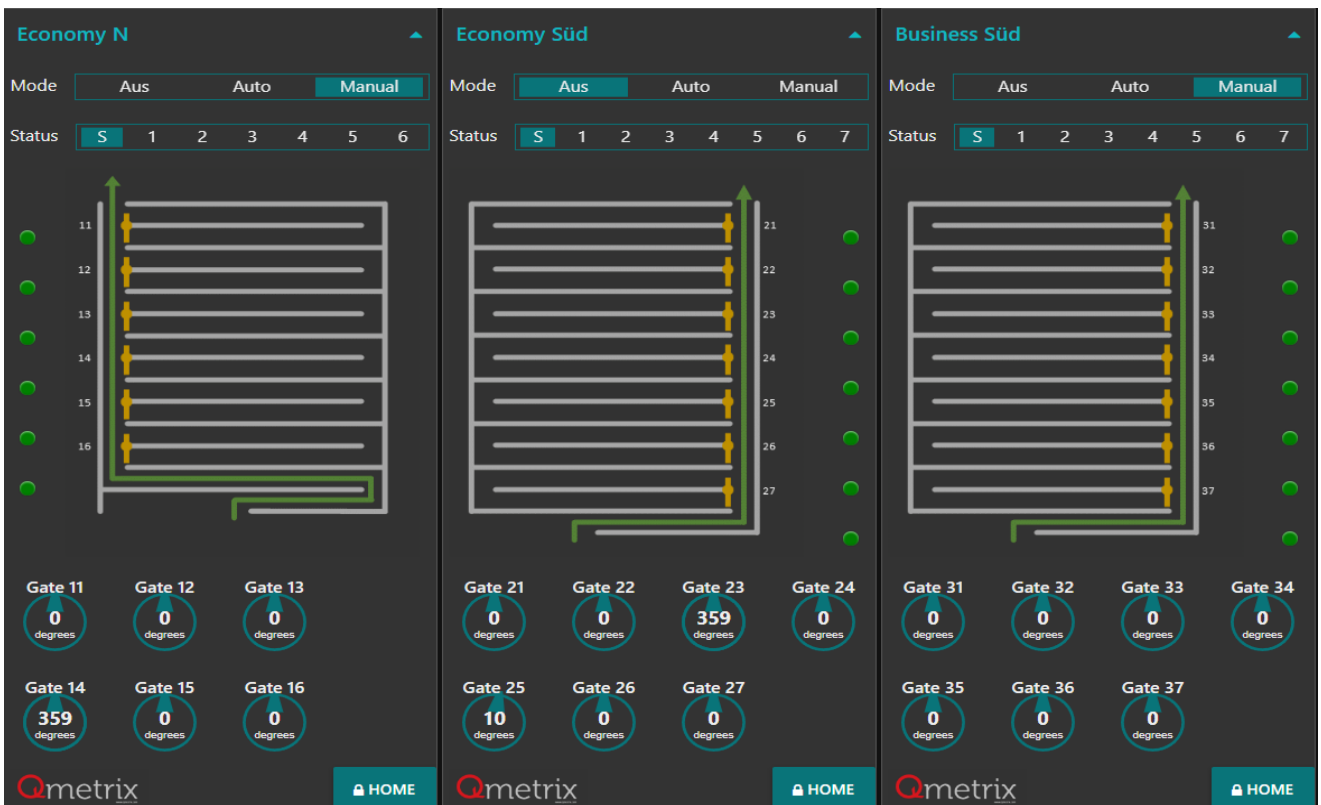 Economy N
Mode Aus Auto Manual
Status S 1 2 3 4 5 6
11
12
13
14
15
16
Gate 11 Gate 12 Gate 13
0 0 0
degrees degrees degrees
Gate 14 Gate 15 Gate 16
359 0 0
degrees degrees degrees
Qmetrix HOME
Economy Süd
Mode Aus Auto Manual
Status S 1 2 3 4 5 6 7
21
22
23
24
25
26
27
Gate 21 Gate 22 Gate 23 Gate 24
0 0 359 0
degrees degrees degrees degrees
Gate 25 Gate 26 Gate 27
10 0 0
degrees degrees degrees
Qmetrix HOME
Business Süd
Mode Aus Auto Manual
Status S 1 2 3 4 5 6 7
31
32
33
34
35
36
37
Gate 31 Gate 32 Gate 33 Gate 34
0 0 0 0
degrees degrees degrees degrees
Gate 35 Gate 36 Gate 37
0 0 0
degrees degrees degrees
Qmetrix HOME